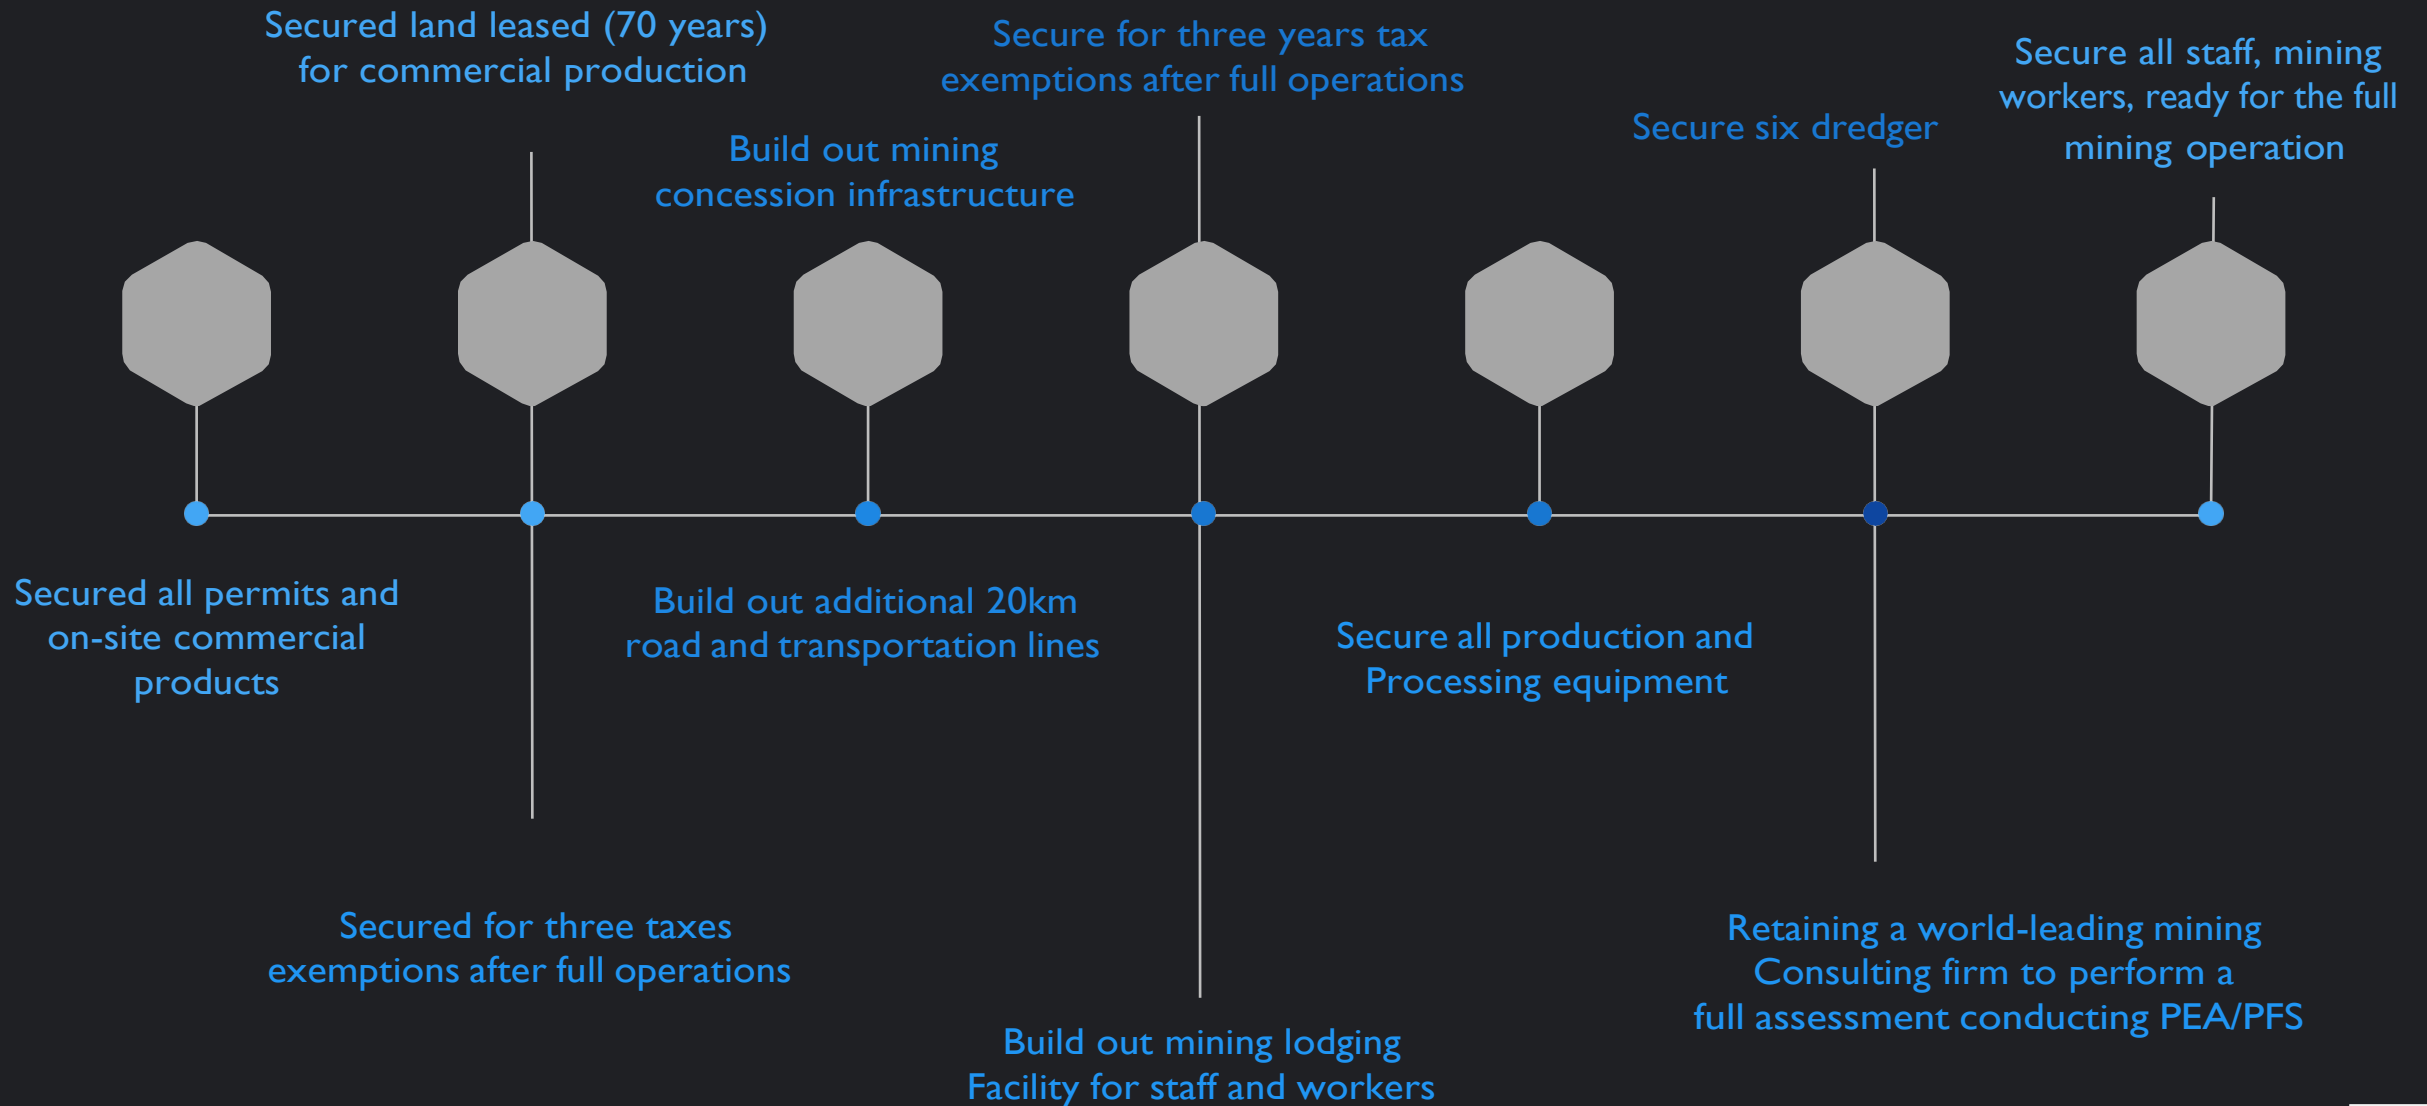 Secured land leased (70 years)
for commercial production
Secure for three years tax
exemptions after full operations
Secure all staff, mining
workers, ready for the full
mining operation
Build out mining
concession infrastructure
Secure six dredger
Secured all permits and
on-site commercial
products
Build out additional 20km
road and transportation lines
Secure all production and
Processing equipment
Secured for three taxes
exemptions after full operations
Build out mining lodging
Facility for staff and workers
Retaining a world-leading mining
Consulting firm to perform a
full assessment conducting PEA/PFS